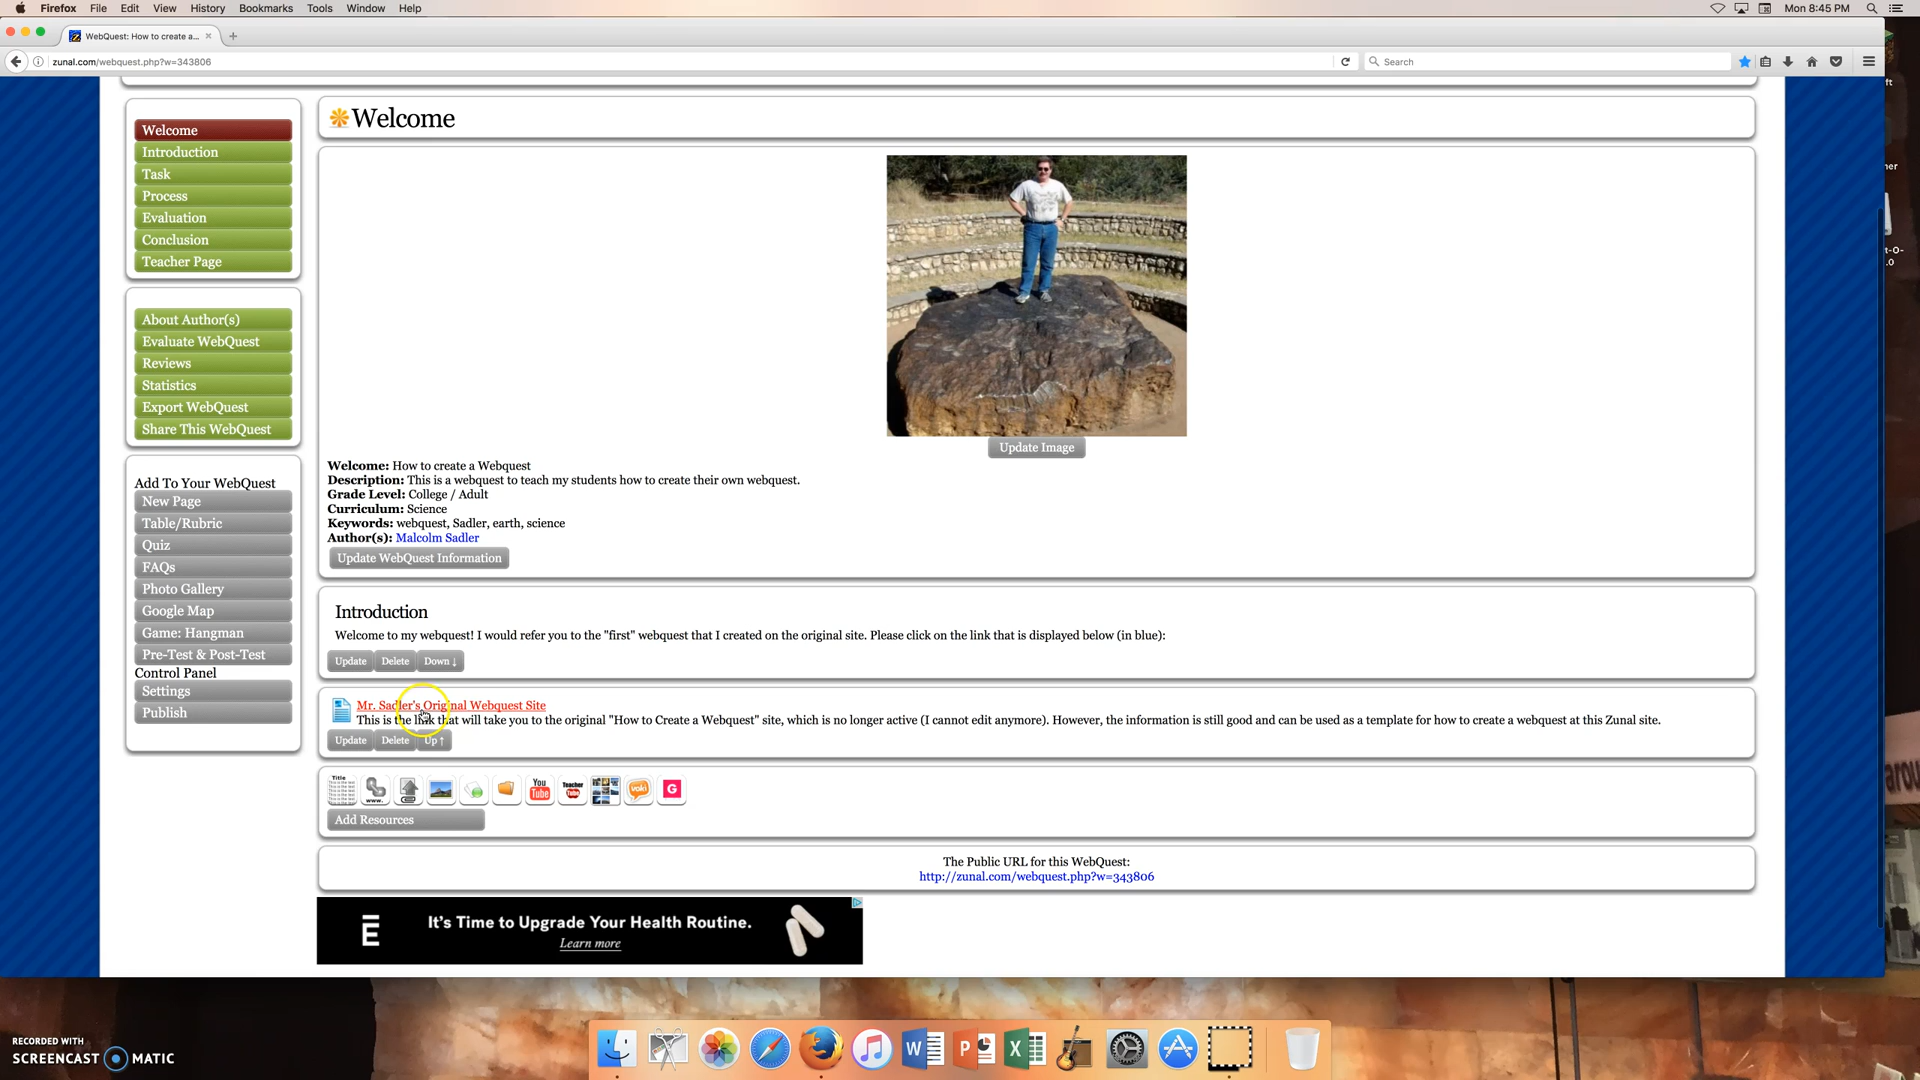 Firefox File Edit View History Bookmarks Tools Window Help Mon 8:45 PM
WebQuest: How to create a...
zunal.com/webquest.php?w=343806 Search
Welcome
Introduction
Task
Process
Evaluation
Conclusion
Teacher Page
About Author(s)
Evaluate WebQuest
Reviews
Statistics
Export WebQuest
Share This WebQuest
Add To Your WebQuest
New Page
Table/Rubric
Quiz
FAQs
Photo Gallery
Google Map
Game: Hangman
Pre-Test & Post-Test
Control Panel
Settings
Publish
Welcome
Update Image
Welcome: How to create a Webquest
Description: This is a webquest to teach my students how to create their own webquest.
Grade Level: College / Adult
Curriculum: Science
Keywords: webquest, Sadler, earth, science
Author(s): Malcolm Sadler
Update WebQuest Information
Introduction
Welcome to my webquest! I would refer you to the "first" webquest that I created on the original site. Please click on the link that is displayed below (in blue):
Update Delete Down ↓
Mr. Sadler's Original Webquest Site
This is the link that will take you to the original "How to Create a Webquest" site, which is no longer active (I cannot edit anymore). However, the information is still good and can be used as a template for how to create a webquest at this Zunal site.
Update Delete Up ↑
Title
www.
You Tube
Teacher Tube
voki
G
Add Resources
The Public URL for this WebQuest:
http://zunal.com/webquest.php?w=343806
E
It's Time to Upgrade Your Health Routine.
Learn more
RECORDED WITH
SCREENCAST MATIC
W P X